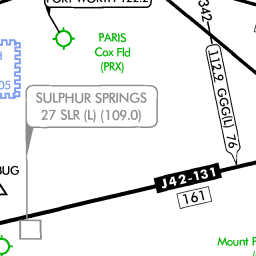 FORT WORTH 122.2
342
PARIS
Cox Fld
(PRX)
112.9 GGG(L) 76
05
SULPHUR SPRINGS
27 SLR (L) (109.0)
BUG
J42-131
161
Mount P